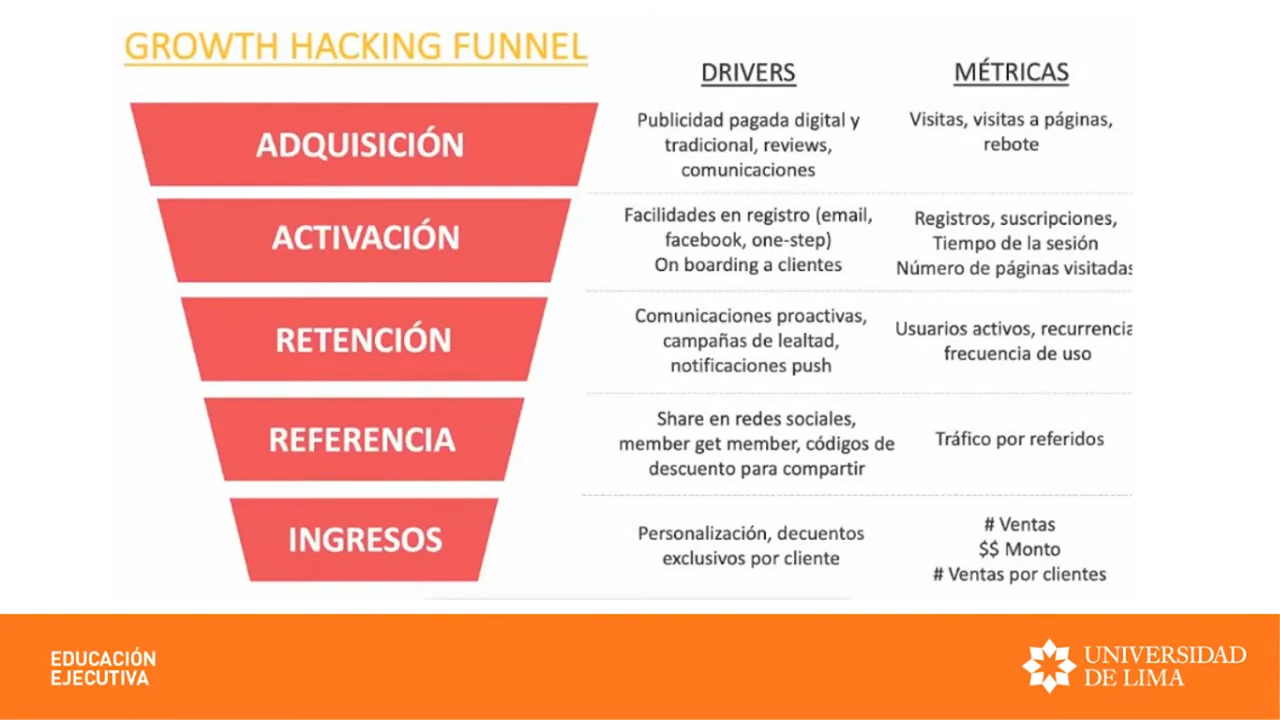 GROWTH HACKING FUNNEL
DRIVERS
MÉTRICAS
ADQUISICIÓN
Publicidad pagada digital y
tradicional, reviews,
comunicaciones
Visitas, visitas a páginas,
rebote
ACTIVACIÓN
Facilidades en registro (email,
facebook, one-step)
On boarding a clientes
Registros, suscripciones,
Tiempo de la sesión
Número de páginas visitadas
RETENCIÓN
Comunicaciones proactivas,
campañas de lealtad,
notificaciones push
Usuarios activos, recurrencia
frecuencia de uso
REFERENCIA
Share en redes sociales,
member get member, códigos de
descuento para compartir
Tráfico por referidos
INGRESOS
Personalización, decuentos
exclusivos por cliente
# Ventas
$$ Monto
# Ventas por clientes
EDUCACIÓN
EJECUTIVA
UNIVERSIDAD
DE LIMA